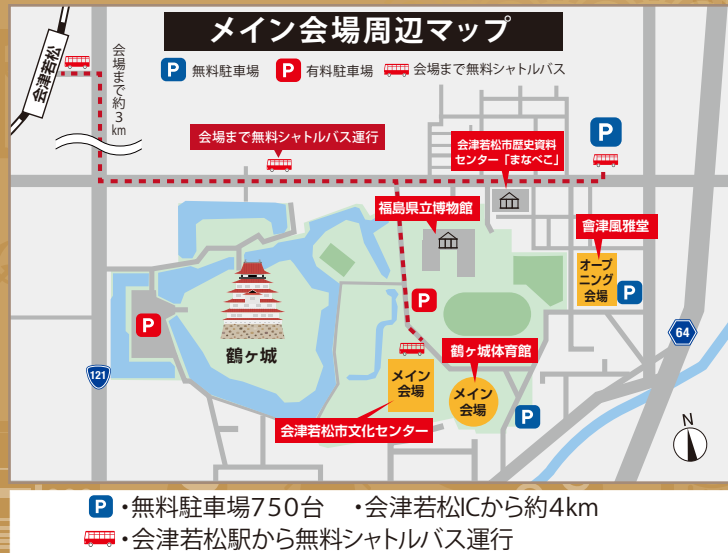 メイン会場周辺マップ
P 無料駐車場 P 有料駐車場 会場まで無料シャトルバス
会津若松
会場まで約3km
会場まで無料シャトルバス運行
P
会津若松市歴史資料
センター「まなべこ」
福島県立博物館
會津風雅堂
オープ
ニング
会場
P
P
P
鶴ヶ城
64
121
鶴ヶ城体育館
メイン
会場
メイン
会場
P
会津若松市文化センター
N
P・無料駐車場750台 ・会津若松ICから約4km
・会津若松駅から無料シャトルバス運行